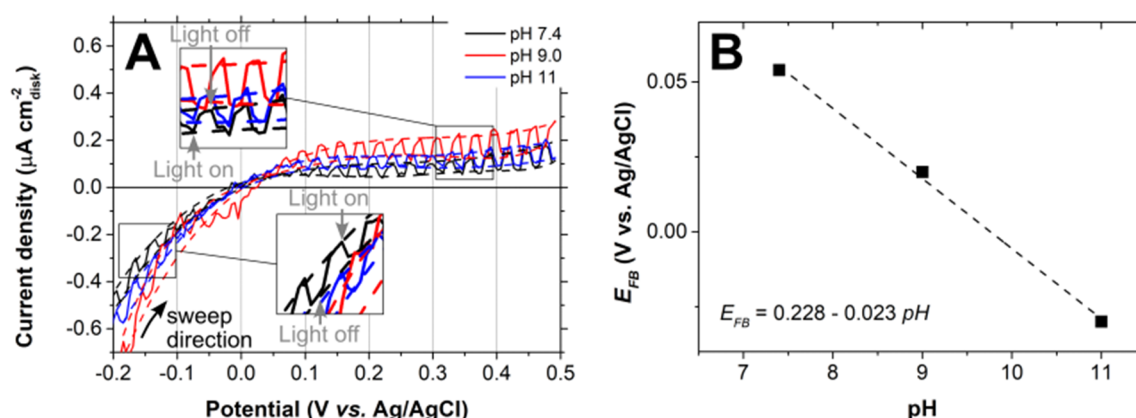 A
Light off
Light on
pH 7.4
pH 9.0
pH 11
Light on
Light off
sweep
direction
0.6
0.4
0.2
0.0
-0.2
-0.4
-0.6
-0.2
-0.1
0.0
0.1
0.2
0.3
0.4
0.5
Current density (μA cm⁻²disk)
Potential (V vs. Ag/AgCl)
B
0.05
0.00
E_FB (V vs. Ag/AgCl)
E_FB = 0.228 - 0.023 pH
7
8
9
10
11
pH